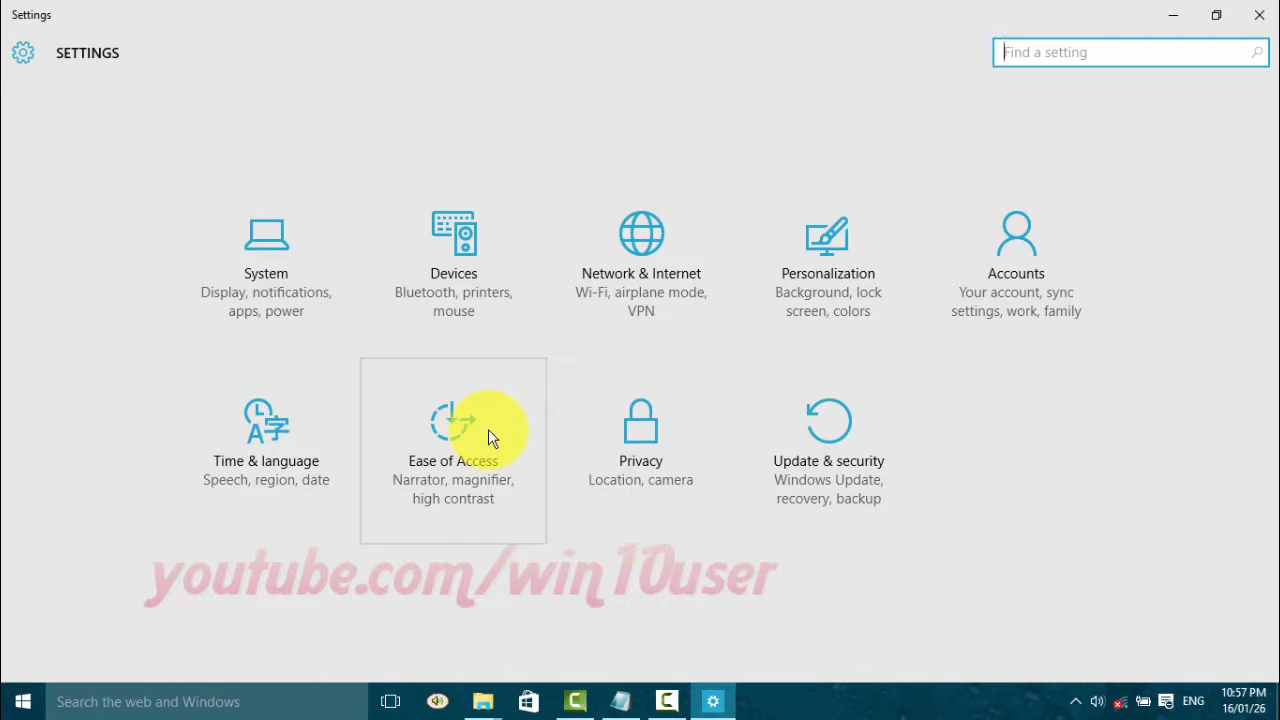 Settings
SETTINGS
Find a setting
System
Display, notifications,
apps, power
Devices
Bluetooth, printers,
mouse
Network & Internet
Wi-Fi, airplane mode,
VPN
Personalization
Background, lock
screen, colors
Accounts
Your account, sync
settings, work, family
Time & language
Speech, region, date
Ease of Access
Narrator, magnifier,
high contrast
Privacy
Location, camera
Update & security
Windows Update,
recovery, backup
youtube.com/win10user
Search the web and Windows
ENG
10:57 PM
16/01/26